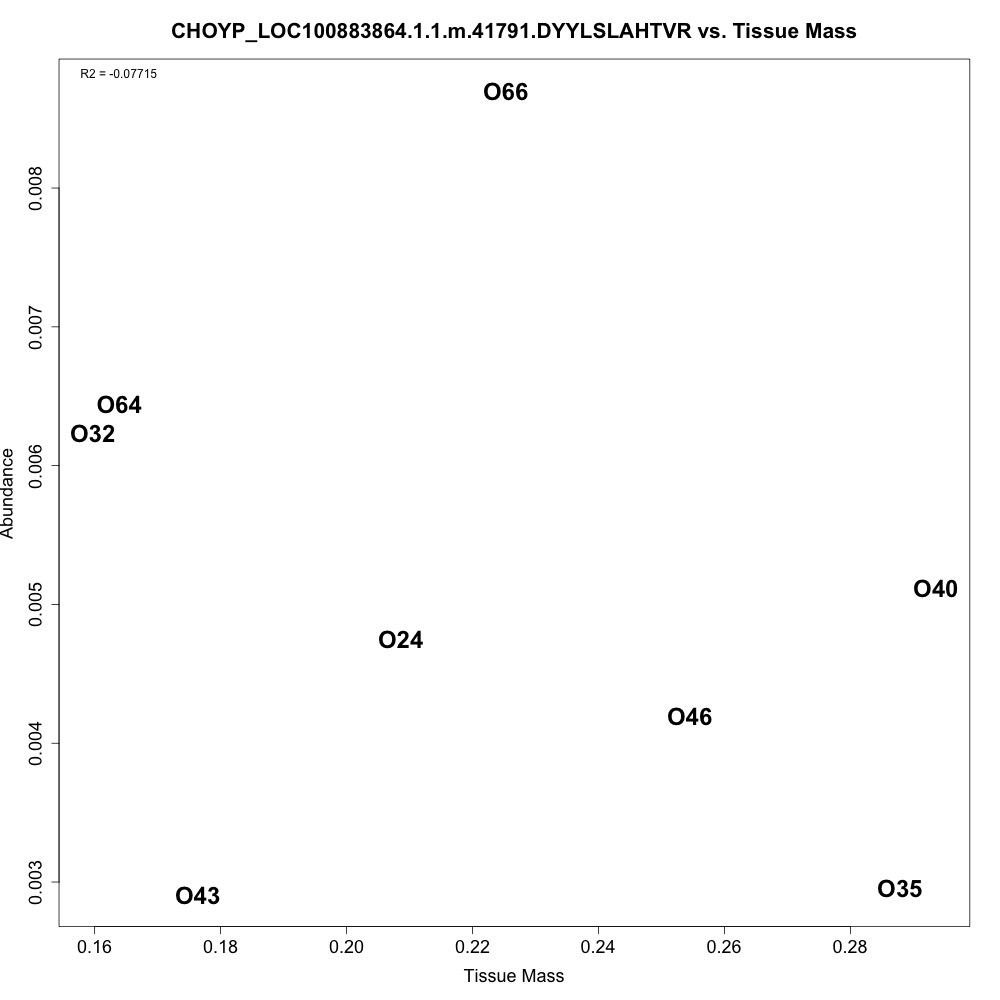 CHOYP_LOC100883864.1.1.m.41791.DYYLSLAHTVR vs. Tissue Mass
R2 = -0.07715
O66
0.008
0.007
O64
O32
0.006
Abundance
O40
0.005
O24
O46
0.004
O43
O35
0.003
0.16 0.18 0.20 0.22 0.24 0.26 0.28
Tissue Mass